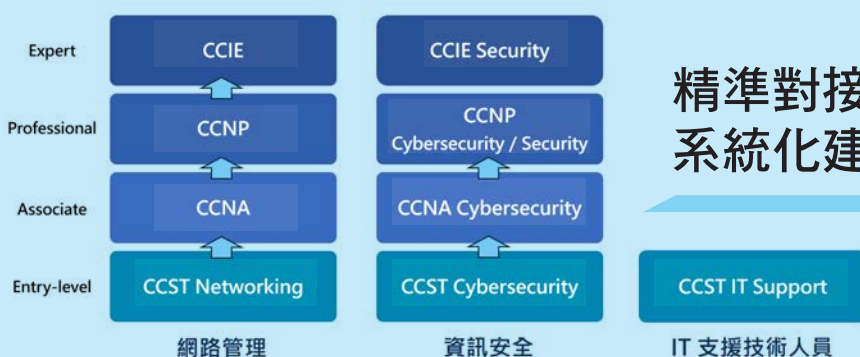 Expert
CCIE
CCIE Security
Professional
CCNP
CCNP
Cybersecurity / Security
Associate
CCNA
CCNA Cybersecurity
Entry-level
CCST Networking
CCST Cybersecurity
CCST IT Support
網路管理
資訊安全
IT 支援技術人員
精準對接
系統化建